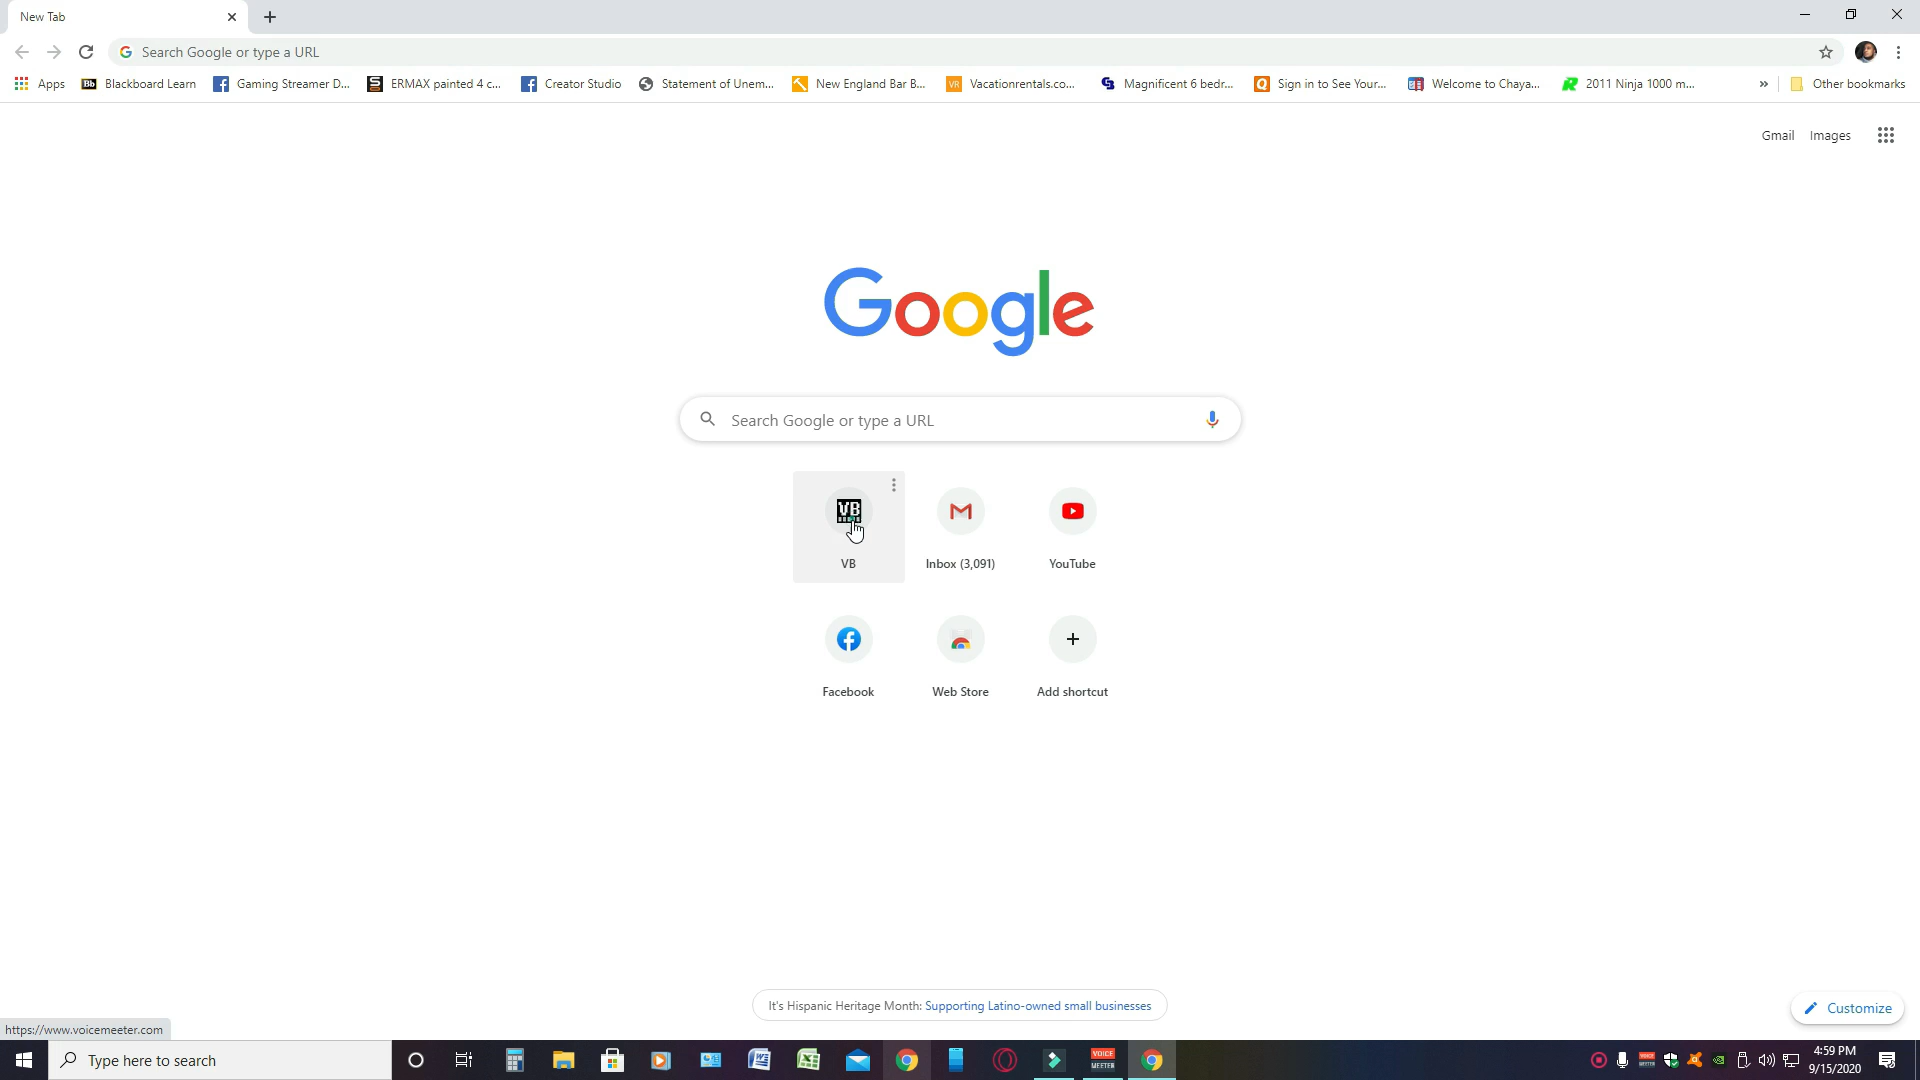 New Tab
Search Google or type a URL
Apps Blackboard Learn Gaming Streamer D... ERMAX painted 4 c... Creator Studio Statement of Unem... New England Bar B... Vacationrentals.co... Magnificent 6 bedr... Sign in to See Your... Welcome to Chaya... 2011 Ninja 1000 m... » Other bookmarks
Gmail Images
Google
Search Google or type a URL
VB
VB Inbox (3,091) YouTube
Facebook Web Store Add shortcut
It's Hispanic Heritage Month: Supporting Latino-owned small businesses
Customize
https://www.voicemeeter.com
Type here to search
VOICE
MEETER
4:59 PM
9/15/2020